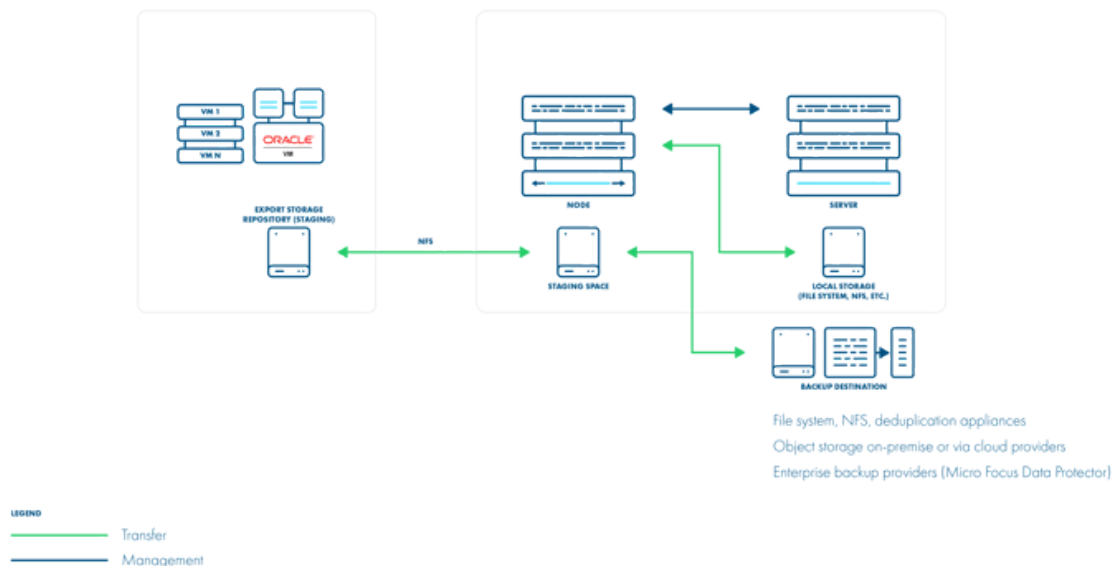 VM 1
VM 2
VM N
ORACLE
VM
EXPORT STORAGE
REPOSITORY (STAGING)
NFS
NODE
SERVER
STAGING SPACE
LOCAL STORAGE
(FILE SYSTEM, NFS, ETC.)
BACKUP DESTINATION
File system, NFS, deduplication appliances
Object storage on-premise or via cloud providers
Enterprise backup providers (Micro Focus Data Protector)
LEGEND
Transfer
Management